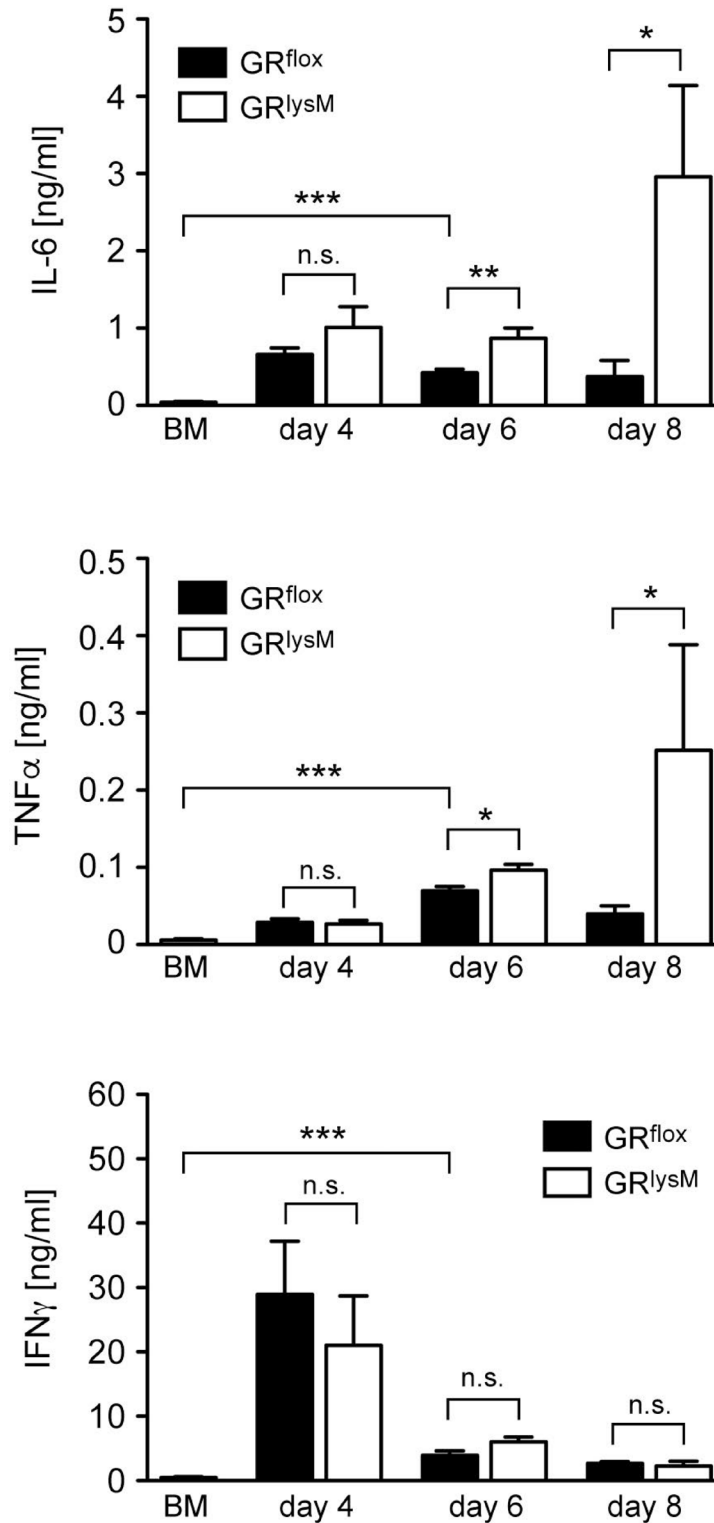 IL-6 [ng/ml]
5
4
3
2
1
0
GRflox
GRlysM
*
***
n.s.
**
BM day 4 day 6 day 8
TNFα [ng/ml]
0.5
0.4
0.3
0.2
0.1
0
GRflox
GRlysM
*
***
*
n.s.
BM day 4 day 6 day 8
IFNγ [ng/ml]
60
50
40
30
20
10
0
GRflox
GRlysM
***
n.s.
n.s.
n.s.
BM day 4 day 6 day 8